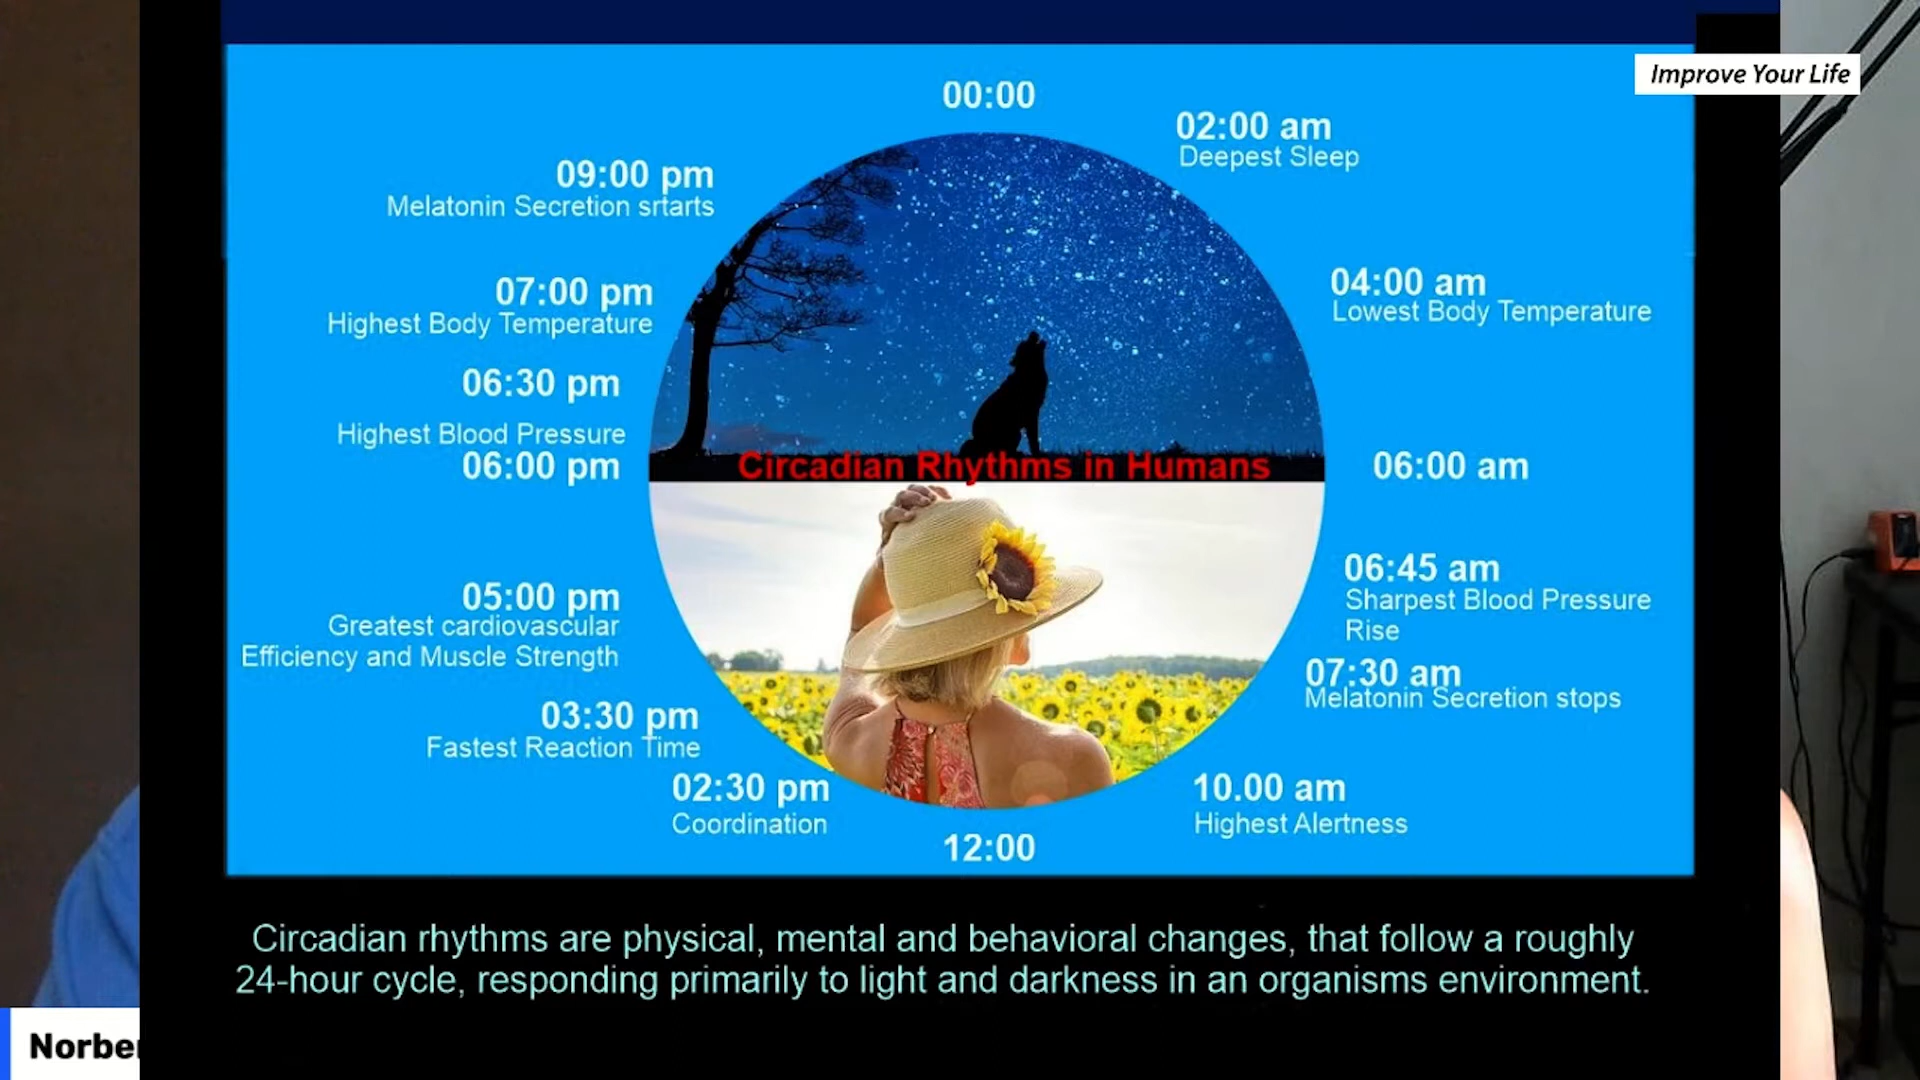 Improve Your Life
00:00
02:00 am
Deepest Sleep
09:00 pm
Melatonin Secretion srtarts
04:00 am
Lowest Body Temperature
07:00 pm
Highest Body Temperature
06:30 pm
Highest Blood Pressure
06:00 pm
Circadian Rhythms in Humans
06:00 am
06:45 am
Sharpest Blood Pressure
Rise
05:00 pm
Greatest cardiovascular
Efficiency and Muscle Strength
07:30 am
Melatonin Secretion stops
03:30 pm
Fastest Reaction Time
02:30 pm
Coordination
10.00 am
Highest Alertness
12:00
Circadian rhythms are physical, mental and behavioral changes, that follow a roughly
24-hour cycle, responding primarily to light and darkness in an organisms environment.